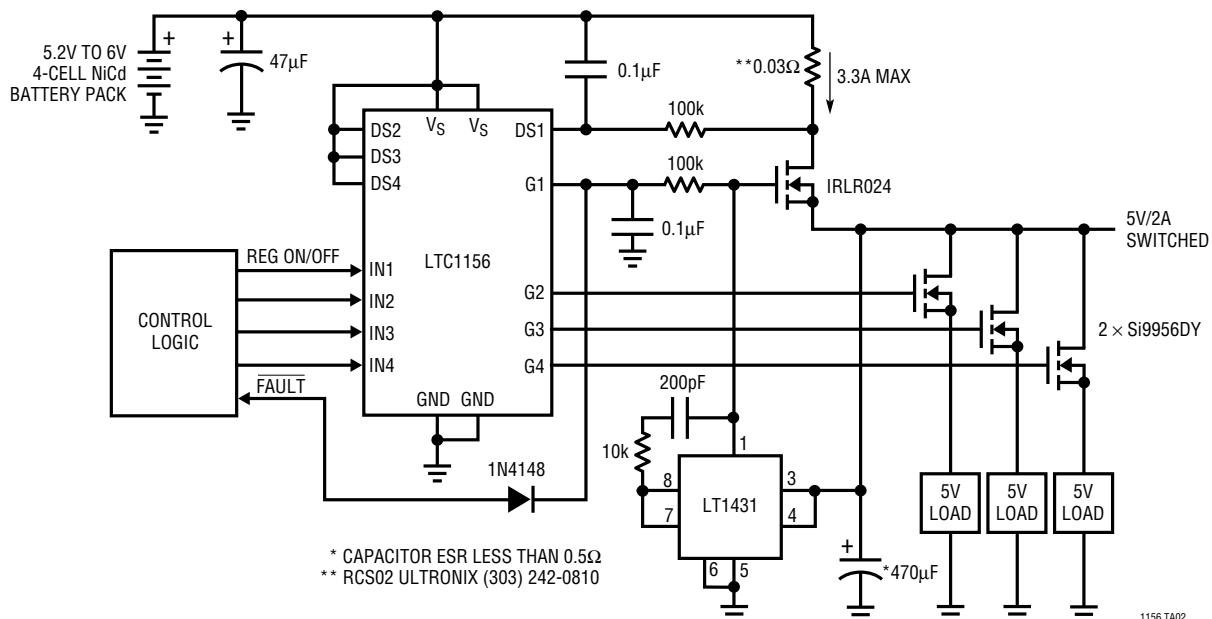 5.2V TO 6V
4-CELL NiCd
BATTERY PACK
+
+
47µF
0.1µF
**0.03Ω
3.3A MAX
100k
DS2
DS3
DS4
VS
VS
DS1
100k
G1
IRLR024
0.1µF
5V/2A
SWITCHED
REG ON/OFF
LTC1156
CONTROL
LOGIC
IN1
IN2
IN3
IN4
G2
G3
G4
2 × Si9956DY
FAULT
GND
GND
200pF
10k
1
1N4148
8
7
LT1431
3
4
6
5
5V
LOAD
5V
LOAD
5V
LOAD
+
*470µF
* CAPACITOR ESR LESS THAN 0.5Ω
** RCS02 ULTRONIX (303) 242-0810
1156 TA02